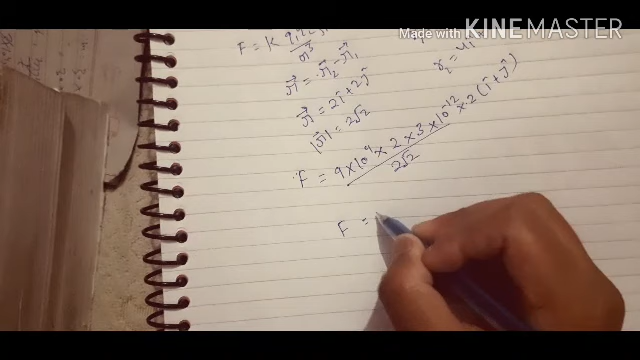 Made with KINEMASTER
F = K q₁q₂
r³
r⃗ = r⃗₂ - r⃗₁
r⃗ = 2î + 2ĵ
|r⃗| = 2√2
F = 9×10⁹ × 2 × 3 × 10⁻¹² × 2(î + ĵ)
2√2
F =